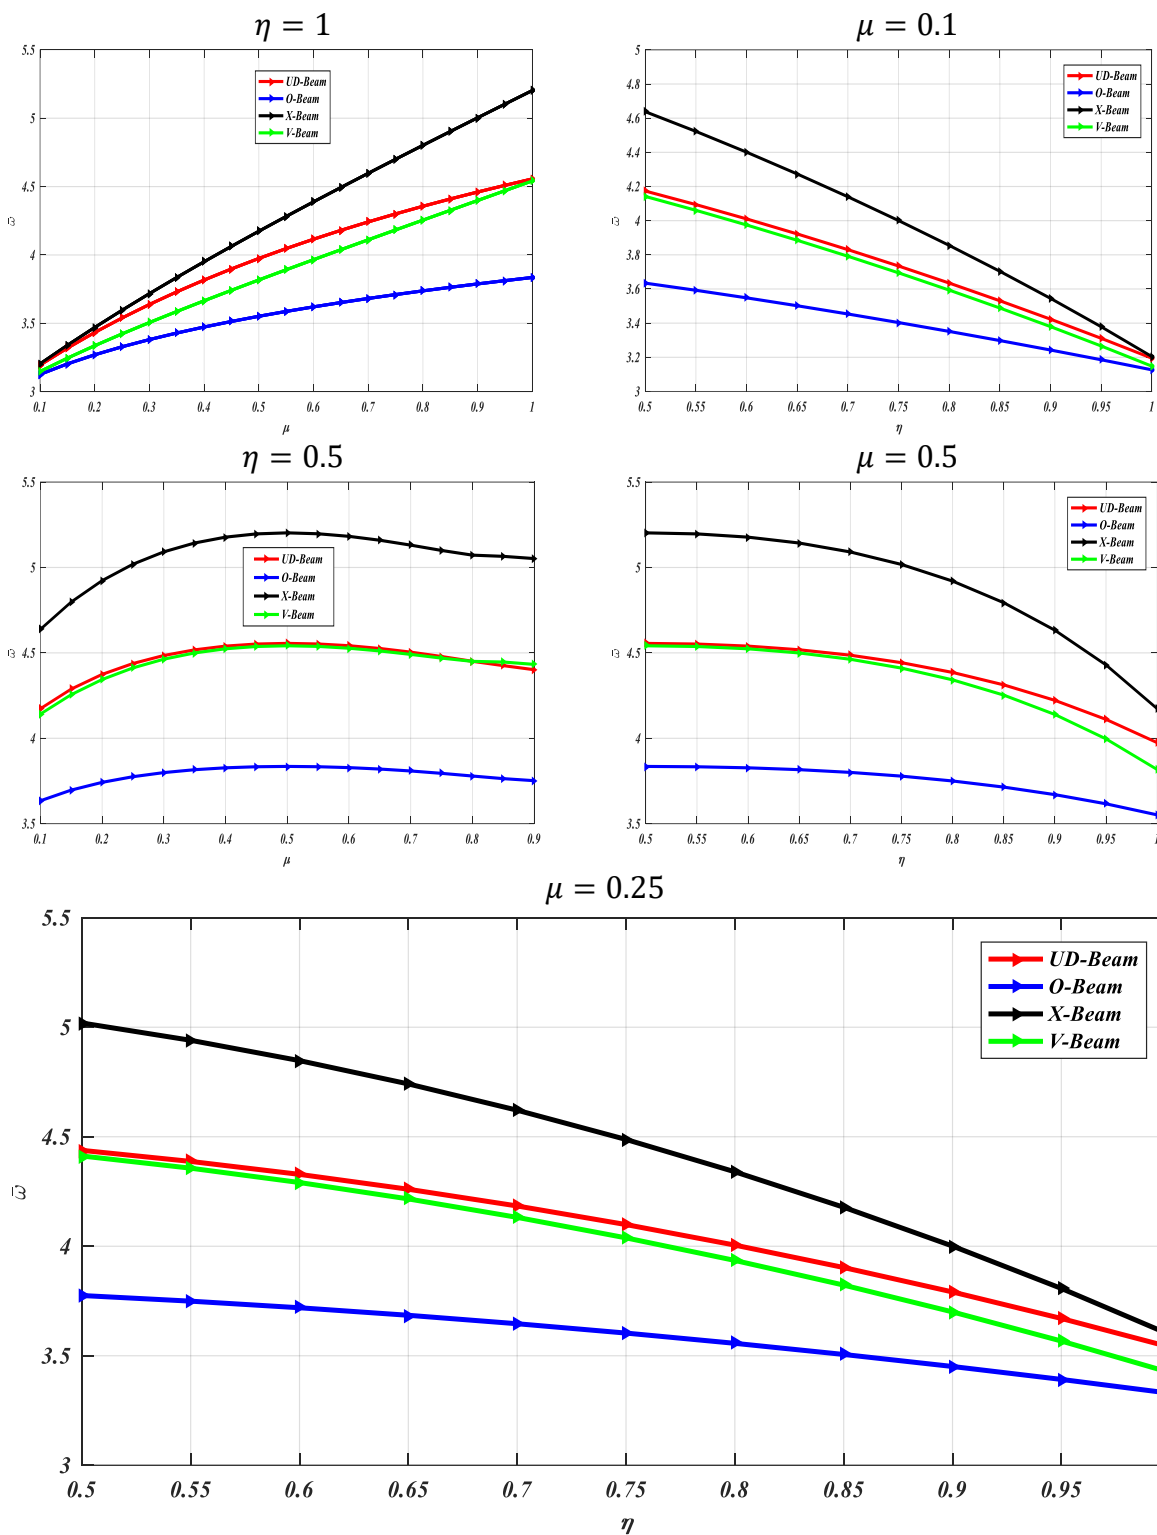 η = 1
5.5
5
4.5
4
3.5
3
ω̄
UD-Beam
O-Beam
X-Beam
V-Beam
0.1 0.2 0.3 0.4 0.5 0.6 0.7 0.8 0.9 1
μ
μ = 0.1
5
4.8
4.6
4.4
4.2
4
3.8
3.6
3.4
3.2
3
ω̄
UD-Beam
O-Beam
X-Beam
V-Beam
0.5 0.55 0.6 0.65 0.7 0.75 0.8 0.85 0.9 0.95 1
η
η = 0.5
5.5
5
4.5
4
3.5
ω̄
UD-Beam
O-Beam
X-Beam
V-Beam
0.1 0.2 0.3 0.4 0.5 0.6 0.7 0.8 0.9
μ
μ = 0.5
5.5
5
4.5
4
3.5
ω̄
UD-Beam
O-Beam
X-Beam
V-Beam
0.5 0.55 0.6 0.65 0.7 0.75 0.8 0.85 0.9 0.95 1
η
μ = 0.25
5.5
5
4.5
4
3.5
3
ω̄
UD-Beam
O-Beam
X-Beam
V-Beam
0.5 0.55 0.6 0.65 0.7 0.75 0.8 0.85 0.9 0.95
η